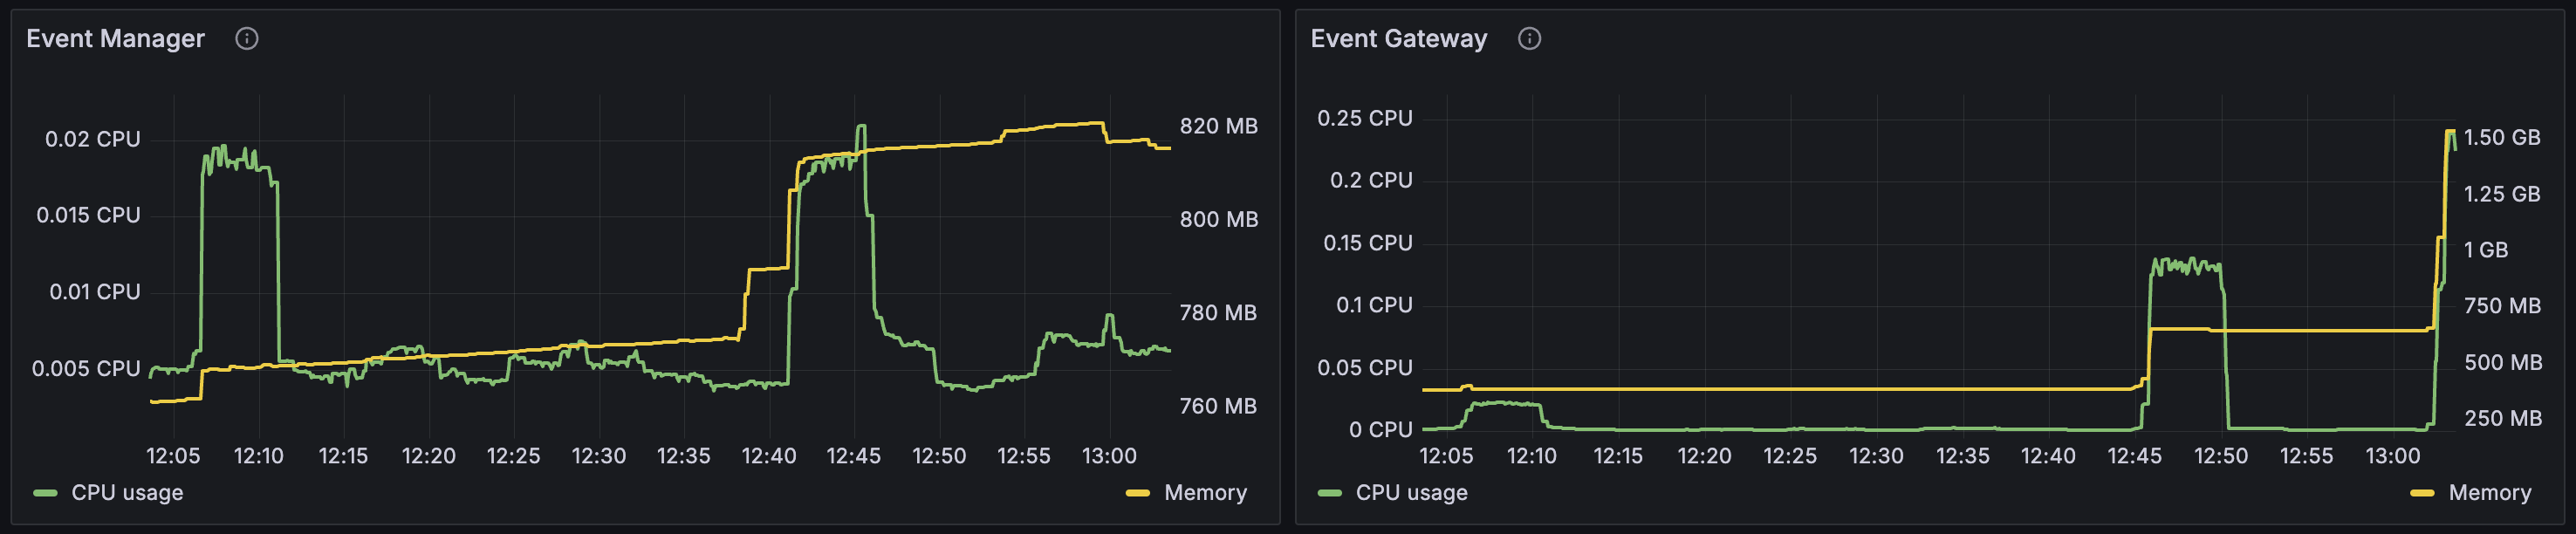 Event Manager
0.02 CPU
0.015 CPU
0.01 CPU
0.005 CPU
820 MB
800 MB
780 MB
760 MB
12:05 12:10 12:15 12:20 12:25 12:30 12:35 12:40 12:45 12:50 12:55 13:00
CPU usage
Memory
Event Gateway
0.25 CPU
0.2 CPU
0.15 CPU
0.1 CPU
0.05 CPU
0 CPU
1.50 GB
1.25 GB
1 GB
750 MB
500 MB
250 MB
12:05 12:10 12:15 12:20 12:25 12:30 12:35 12:40 12:45 12:50 12:55 13:00
CPU usage
Memory